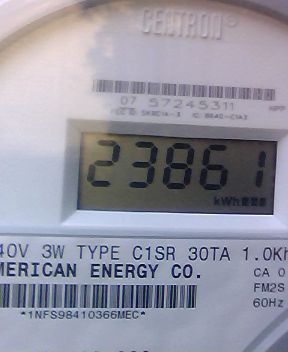 CENTRON
07 57245311
23861
kWh
40V 3W TYPE C1SR 30TA 1.0Kh
MERICAN ENERGY CO.
CA 0
FM2S
60Hz
*1NFS98410366MEC*